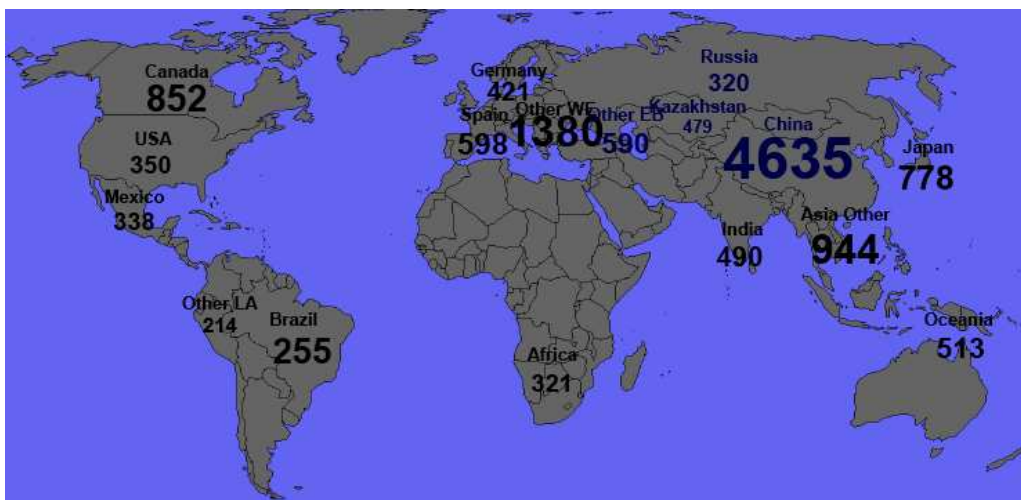 Canada
852
USA
350
Mexico
338
Other LA
214
Brazil
255
Germany
421
Spain
598
Other WE
1380
Other EB
590
Russia
320
Kazakhstan
479
China
4635
Japan
778
India
490
Asia Other
944
Africa
321
Oceania
513